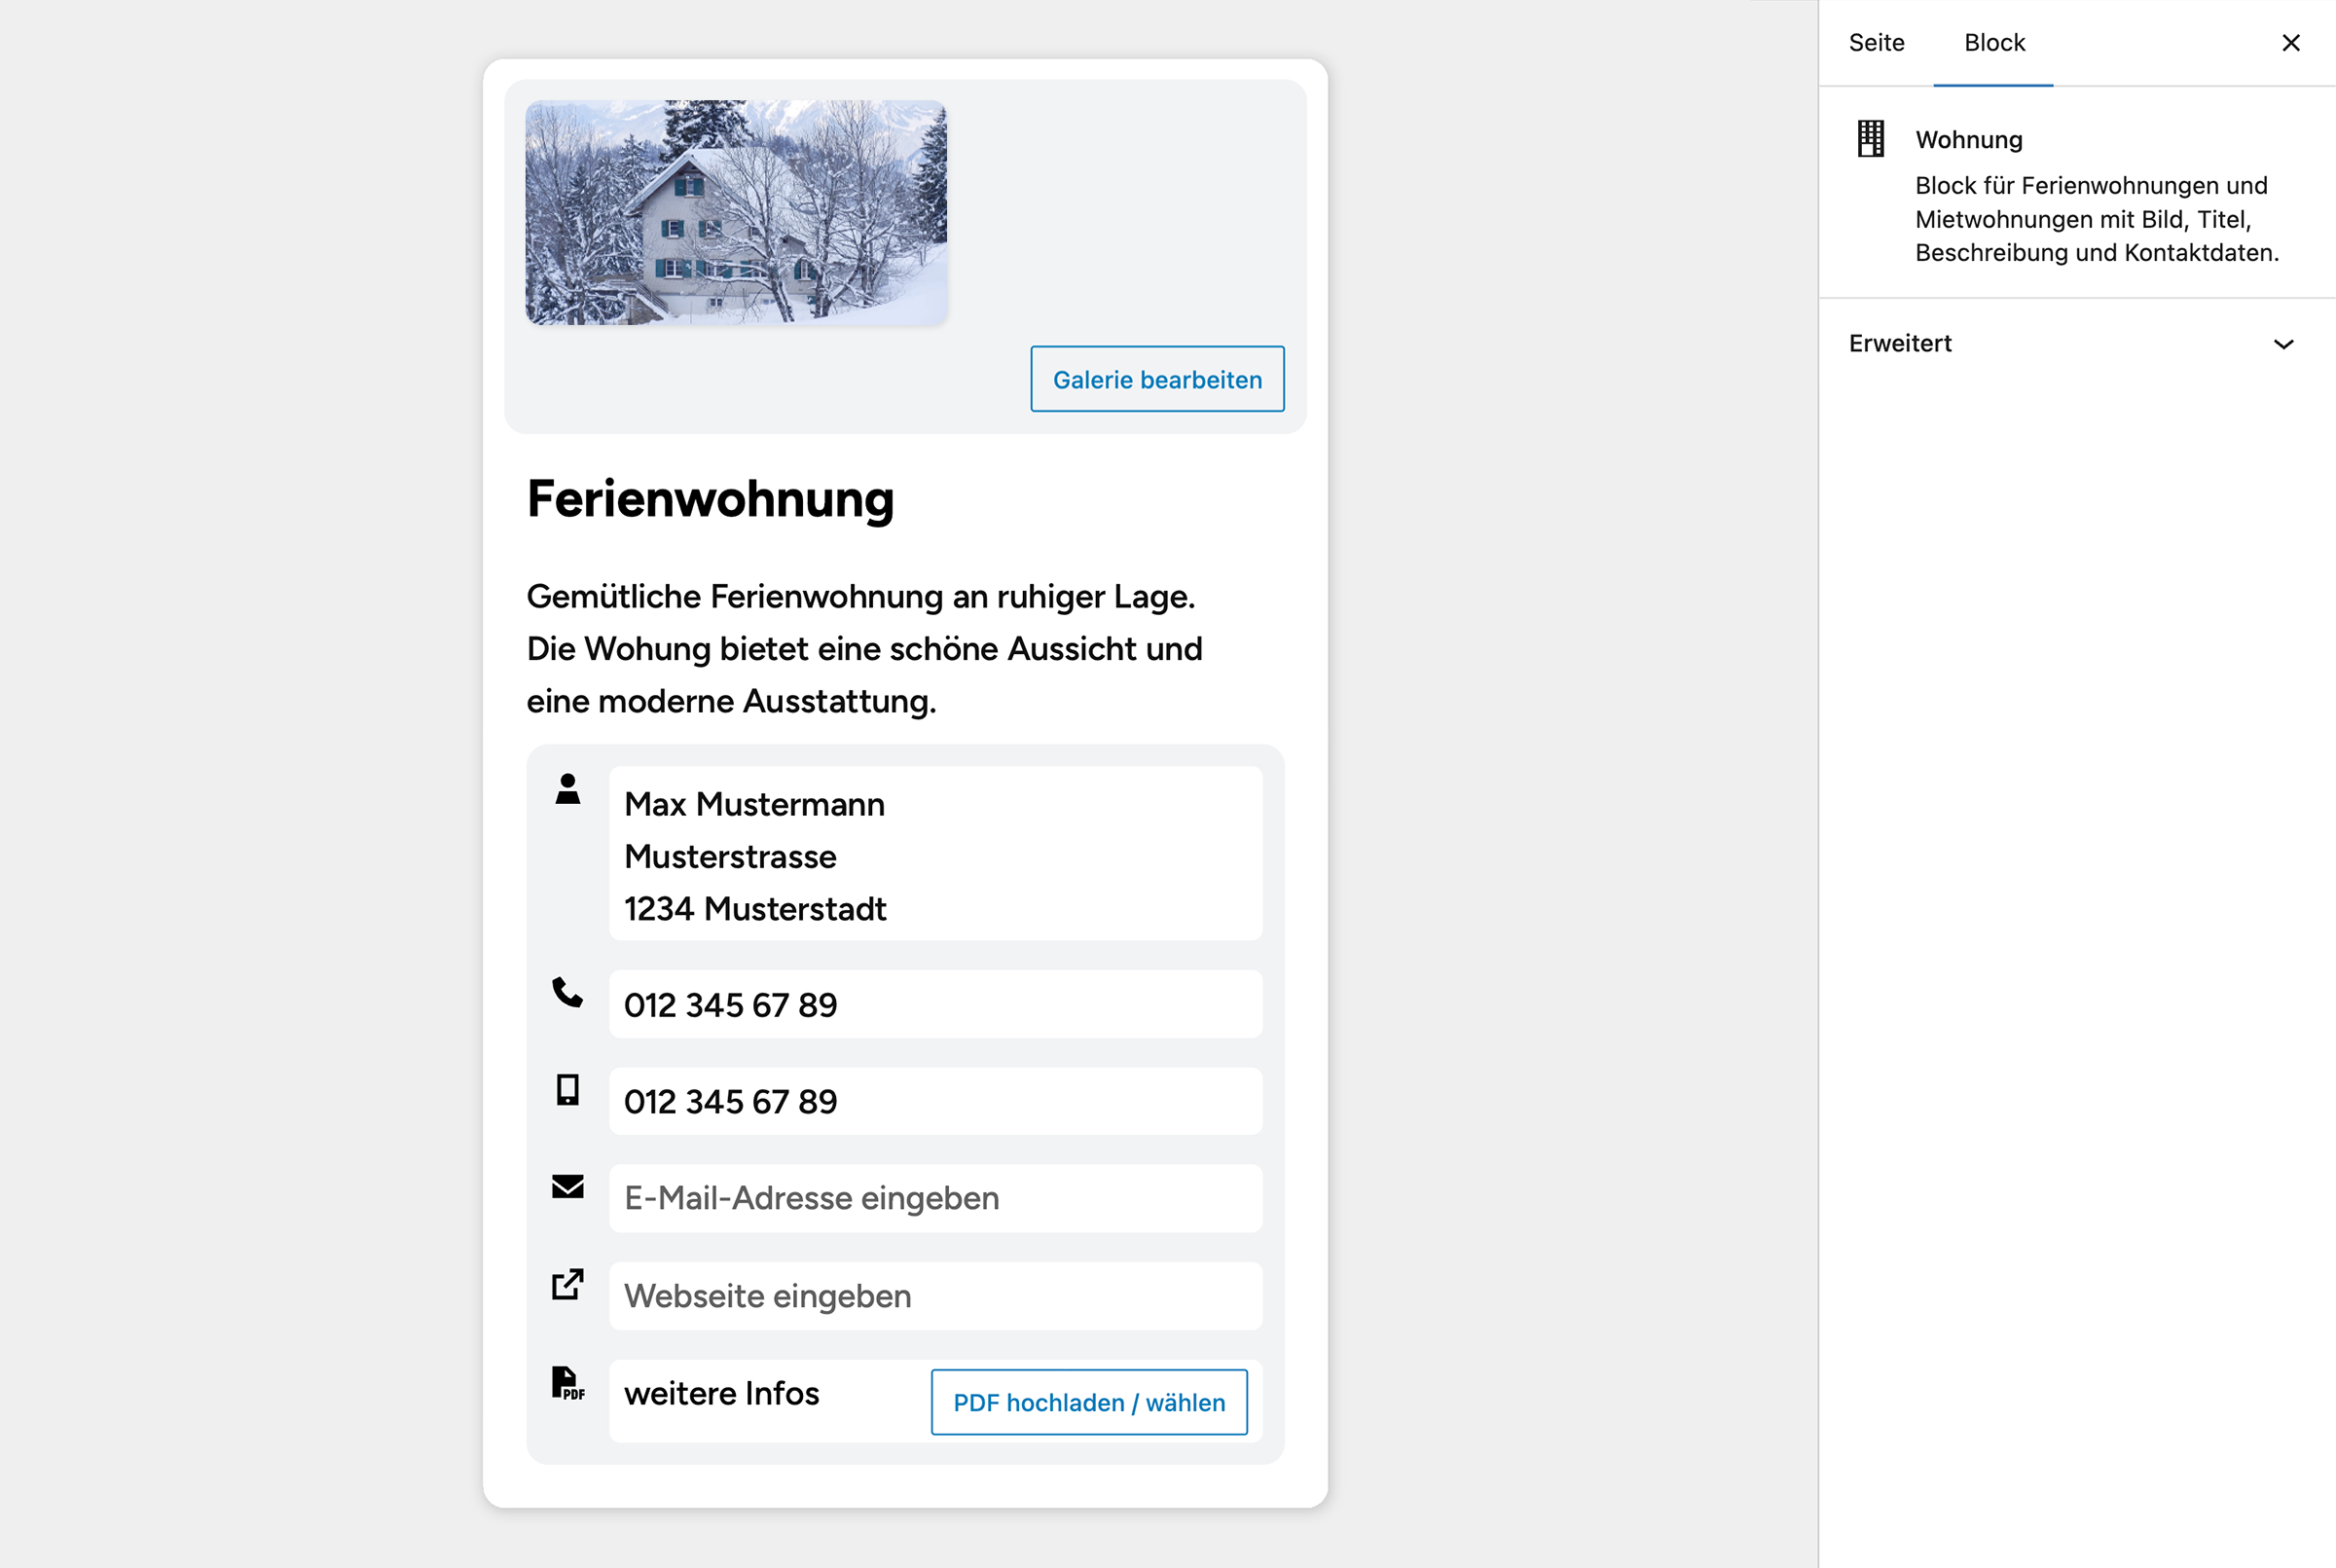 Seite
Block
Wohnung
Block für Ferienwohnungen und
Mietwohnungen mit Bild, Titel,
Beschreibung und Kontaktdaten.
Erweitert
Galerie bearbeiten
Ferienwohnung
Gemütliche Ferienwohnung an ruhiger Lage.
Die Wohung bietet eine schöne Aussicht und
eine moderne Ausstattung.
Max Mustermann
Musterstrasse
1234 Musterstadt
012 345 67 89
012 345 67 89
E-Mail-Adresse eingeben
Webseite eingeben
PDF
weitere Infos
PDF hochladen / wählen